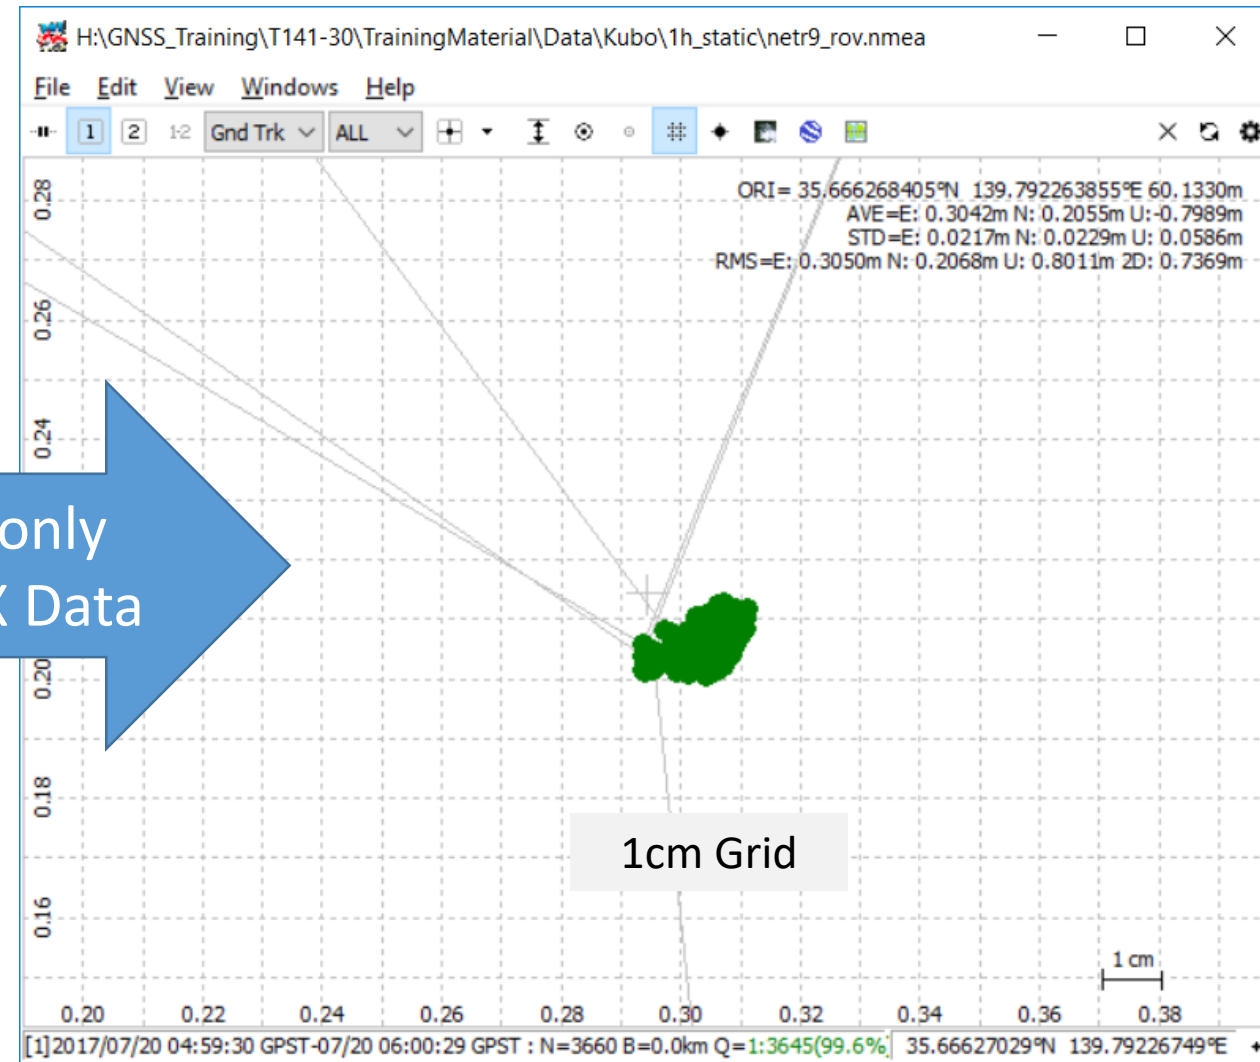 H:\GNSS_Training\T141-30\TrainingMaterial\Data\Kubo\1h_static\netr9_rov.nmea
File Edit View Windows Help
1 2 1-2 Gnd Trk ALL
ORI= 35.666268405°N 139.792263855°E 60.1330m
AVE=E: 0.3042m N: 0.2055m U:-0.7989m
STD=E: 0.0217m N: 0.0229m U: 0.0586m
RMS=E: 0.3050m N: 0.2068m U: 0.8011m 2D: 0.7369m
0.28
0.26
0.24
only
X Data
0.20
0.18
1cm Grid
0.16
1 cm
0.20 0.22 0.24 0.26 0.28 0.30 0.32 0.34 0.36 0.38
[1]2017/07/20 04:59:30 GPST-07/20 06:00:29 GPST : N=3660 B=0.0km Q=1:3645(99.6%) 35.66627029°N 139.79226749°E